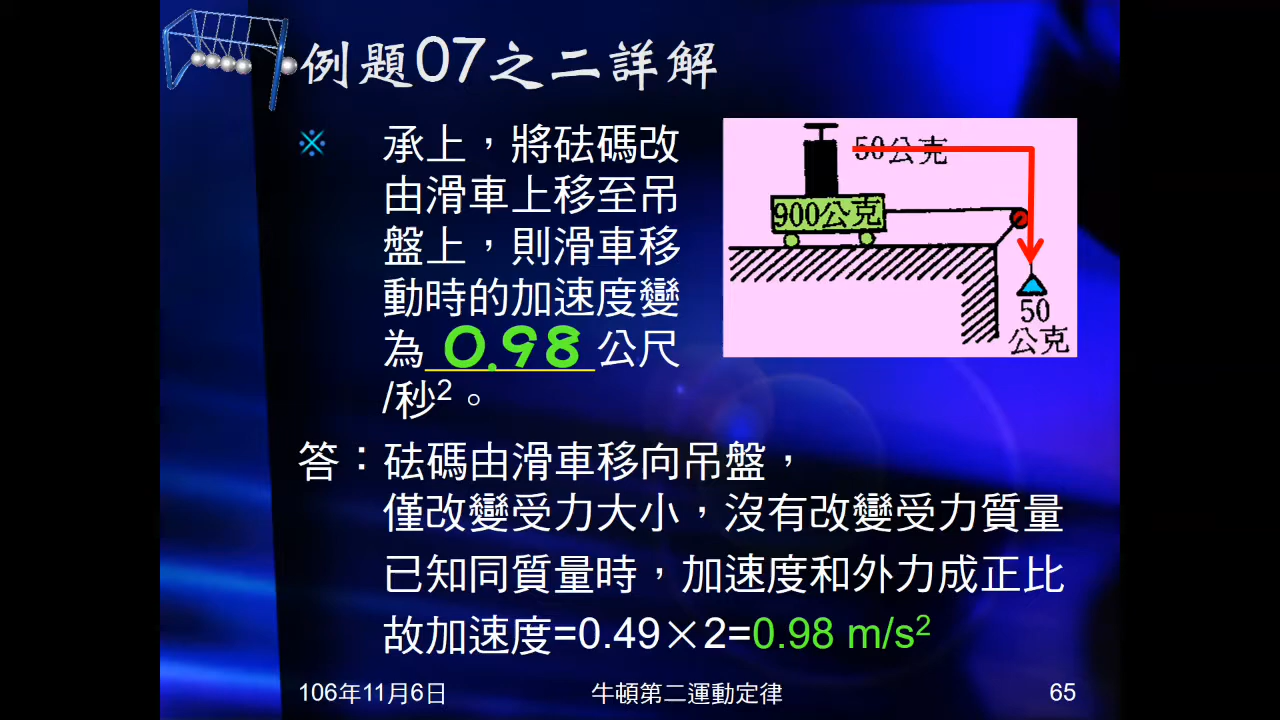 例題07之二詳解
※ 承上，將砝碼改
由滑車上移至吊
盤上，則滑車移
動時的加速度變
為 0.98 公尺
/秒²。
50公克
900公克
50
公克
答：砝碼由滑車移向吊盤，
僅改變受力大小，沒有改變受力質量
已知同質量時，加速度和外力成正比
故加速度=0.49×2=0.98 m/s²
106年11月6日
牛頓第二運動定律
65